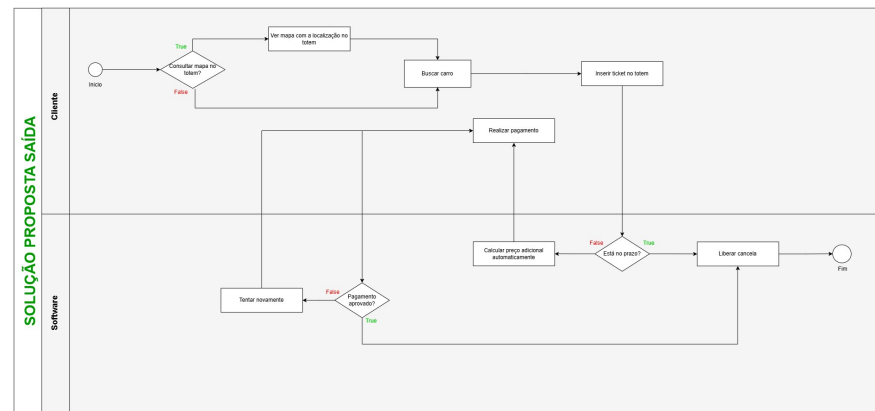 SOLUÇÃO PROPOSTA SAÍDA
Cliente
Inicio
Consultar mapa no
totem?
True
False
Ver mapa com a localização no
totem
Buscar carro
Inserir ticket no totem
Realizar pagamento
Software
Está no prazo?
False
True
Calcular preço adicional
automaticamente
Liberar cancela
Fim
Pagamento
aprovado?
False
True
Tentar novamente